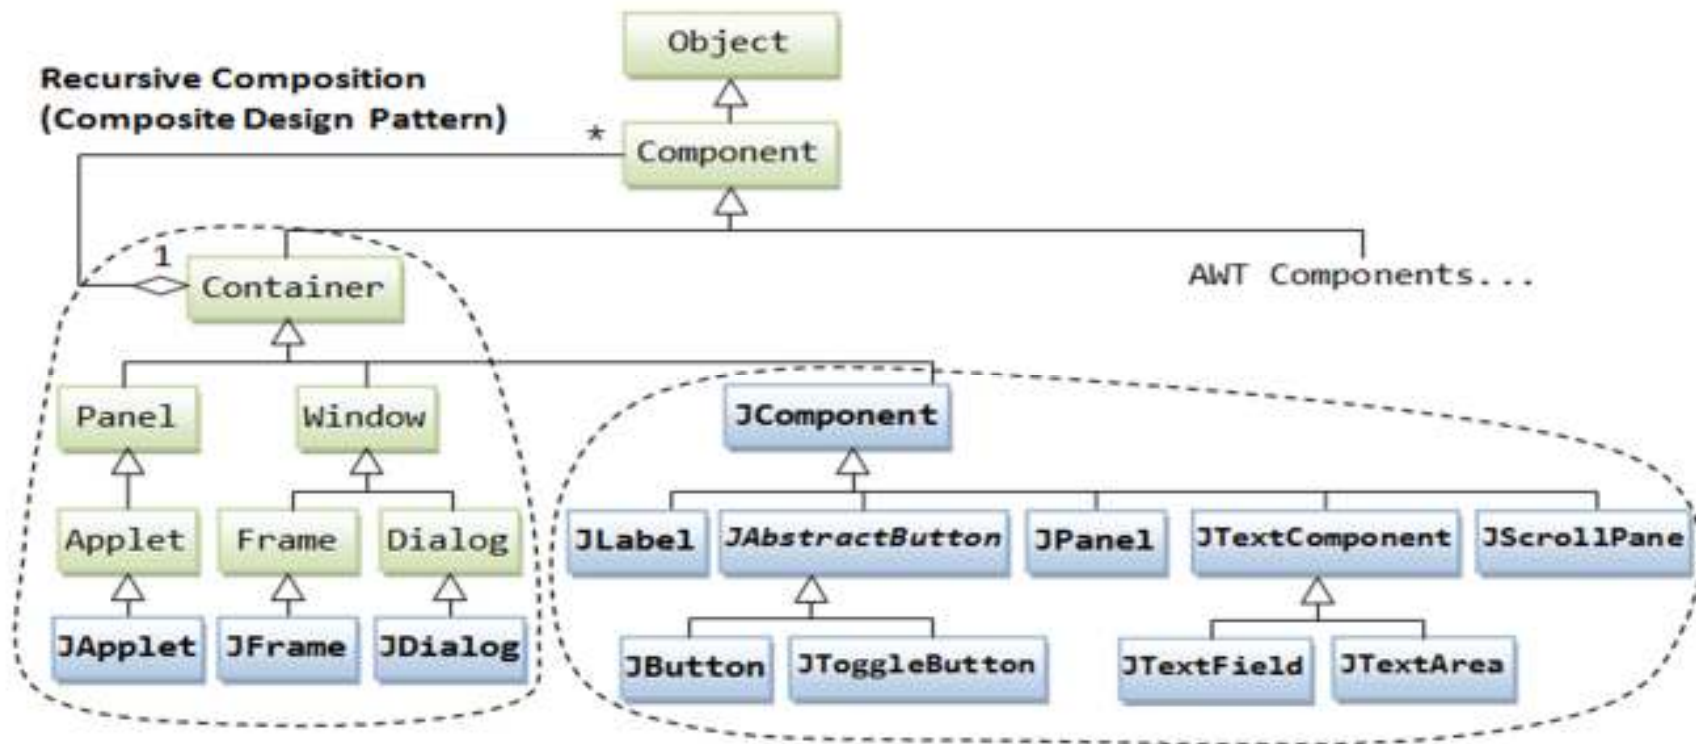 Object
Recursive Composition
(Composite Design Pattern)
*
Component
1
Container
AWT Components...
Panel
Window
JComponent
Applet
Frame
Dialog
JLabel
JAbstractButton
JPanel
JTextComponent
JScrollPane
JApplet
JFrame
JDialog
JButton
JToggleButton
JTextField
JTextArea